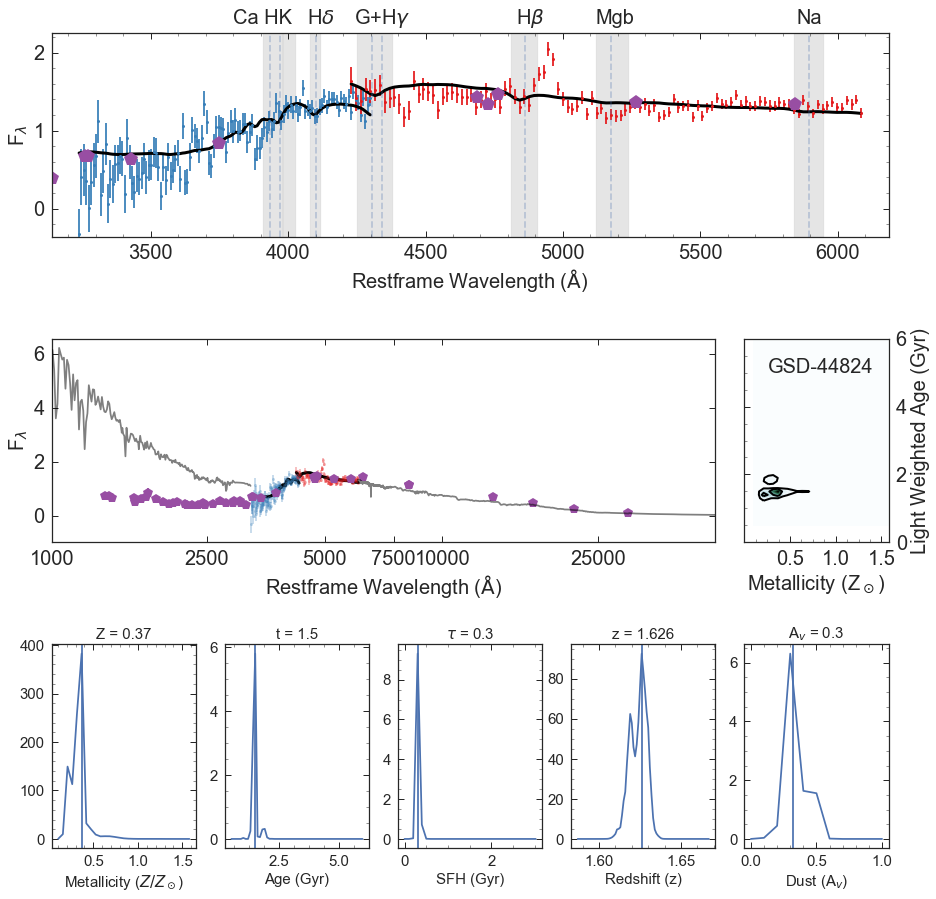 Ca HK Hδ G+Hγ Hβ Mgb Na
2
1
0
F_λ
3500 4000 4500 5000 5500 6000
Restframe Wavelength (Å)
6
4
2
0
F_λ
1000 2500 5000 7500 10000 25000
Restframe Wavelength (Å)
GSD-44824
6
4
2
0
Light Weighted Age (Gyr)
0.5 1.0 1.5
Metallicity (Z_⊙)
Z = 0.37
400
300
200
100
0
0.5 1.0 1.5
Metallicity (Z/Z_⊙)
t = 1.5
6
4
2
0
2.5 5.0
Age (Gyr)
τ = 0.3
8
6
4
2
0
0 2
SFH (Gyr)
z = 1.626
80
60
40
20
0
1.60 1.65
Redshift (z)
A_v = 0.3
6
4
2
0
0.0 0.5 1.0
Dust (A_v)